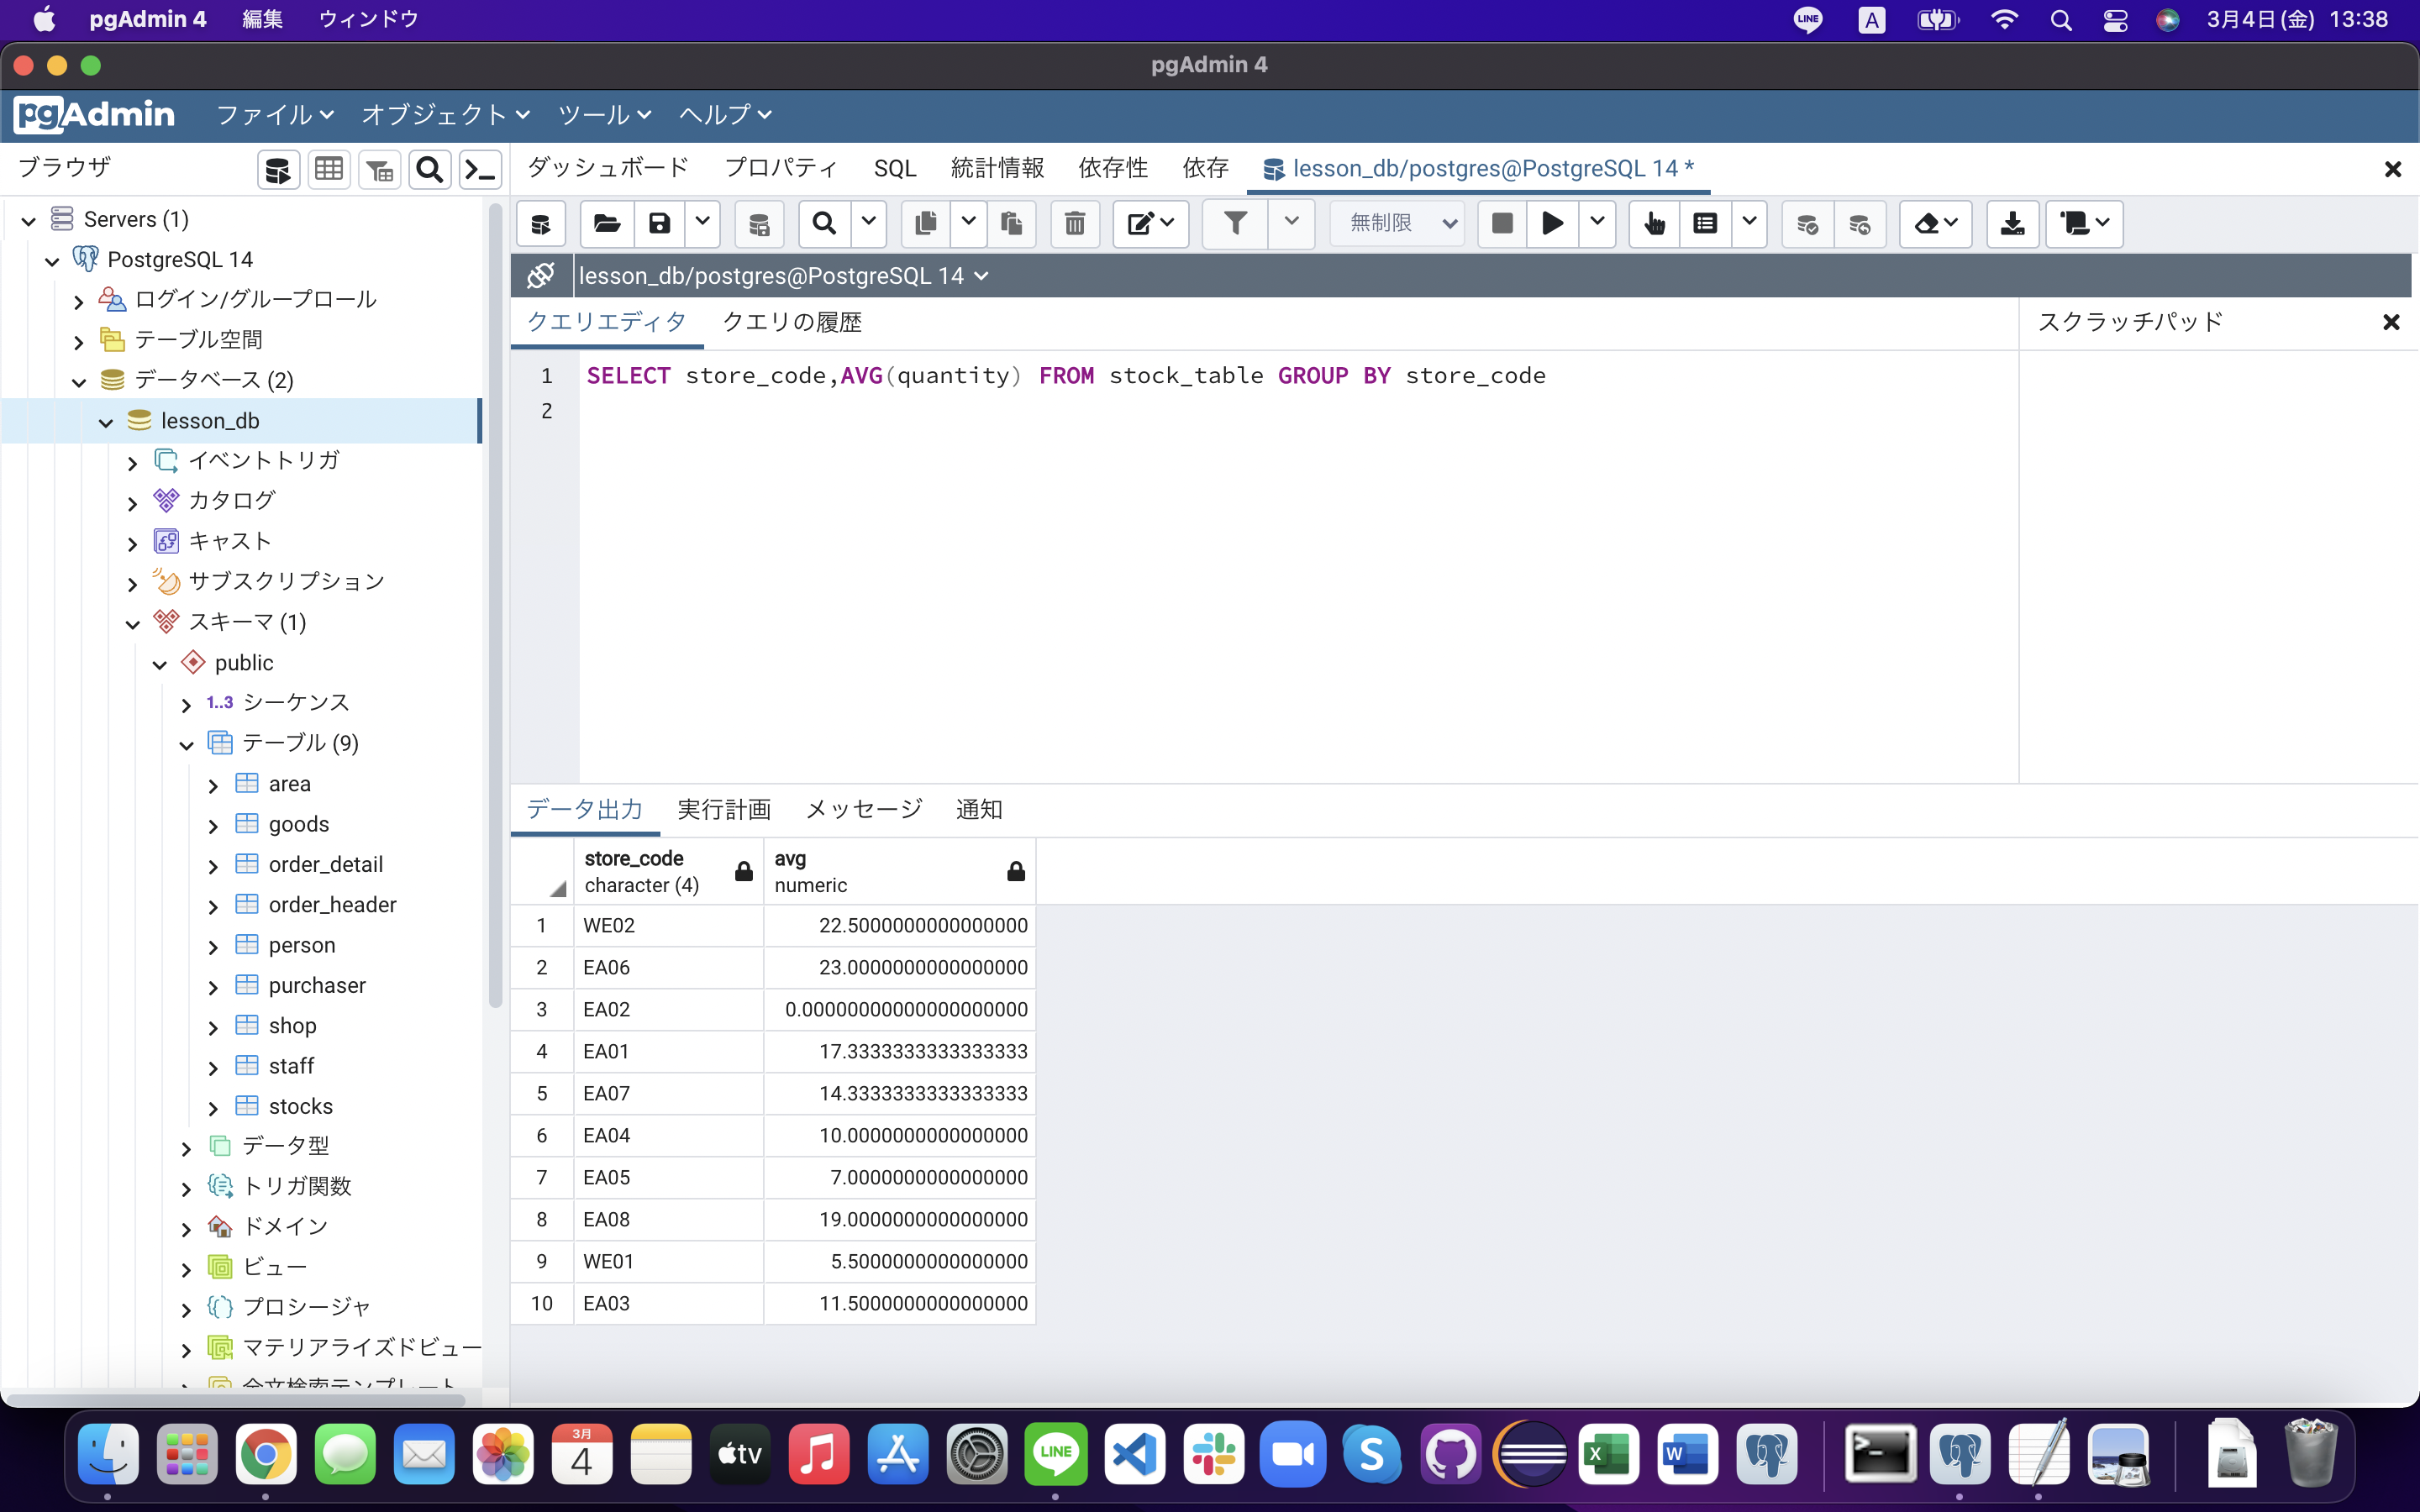 pgAdmin 4 編集 ウィンドウ LINE A 3月4日(金) 13:38
pgAdmin 4
pgAdmin ファイル オブジェクト ツール ヘルプ
ブラウザ
ダッシュボード プロパティ SQL 統計情報 依存性 依存 lesson_db/postgres@PostgreSQL 14 *
無制限
lesson_db/postgres@PostgreSQL 14
クエリエディタ クエリの履歴 スクラッチパッド
1 SELECT store_code,AVG(quantity) FROM stock_table GROUP BY store_code
2
Servers (1)
PostgreSQL 14
ログイン/グループロール
テーブル空間
データベース (2)
lesson_db
イベントトリガ
カタログ
キャスト
サブスクリプション
スキーマ (1)
public
1..3 シーケンス
テーブル (9)
area
goods
order_detail
order_header
person
purchaser
shop
staff
stocks
データ型
トリガ関数
ドメイン
ビュー
プロシージャ
マテリアライズドビュー
全文検索テンプレート
データ出力 実行計画 メッセージ 通知
store_code avg
character (4) numeric
1 WE02 22.5000000000000000
2 EA06 23.0000000000000000
3 EA02 0.00000000000000000000
4 EA01 17.3333333333333333
5 EA07 14.3333333333333333
6 EA04 10.0000000000000000
7 EA05 7.0000000000000000
8 EA08 19.0000000000000000
9 WE01 5.5000000000000000
10 EA03 11.5000000000000000
3月
4 tv LINE S X W